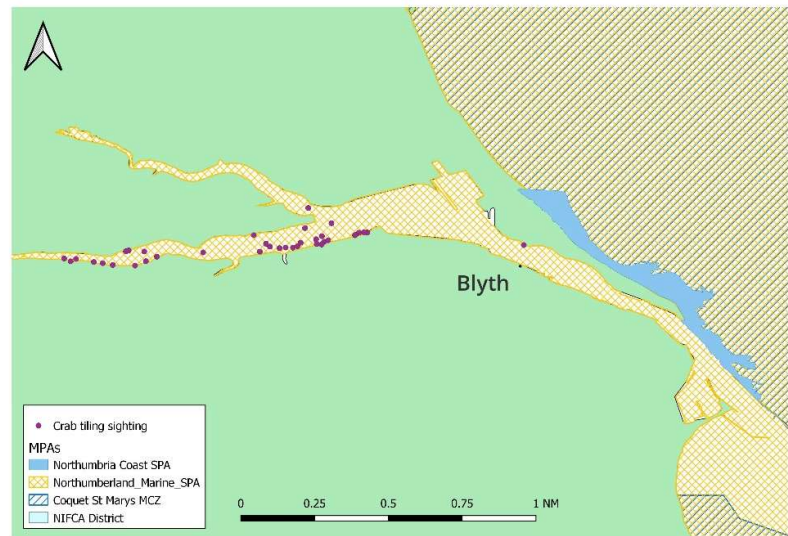 Blyth
Crab tiling sighting
MPAs
Northumbria Coast SPA
Northumberland_Marine_SPA
Coquet St Marys MCZ
NIFCA District
0 0.25 0.5 0.75 1 NM